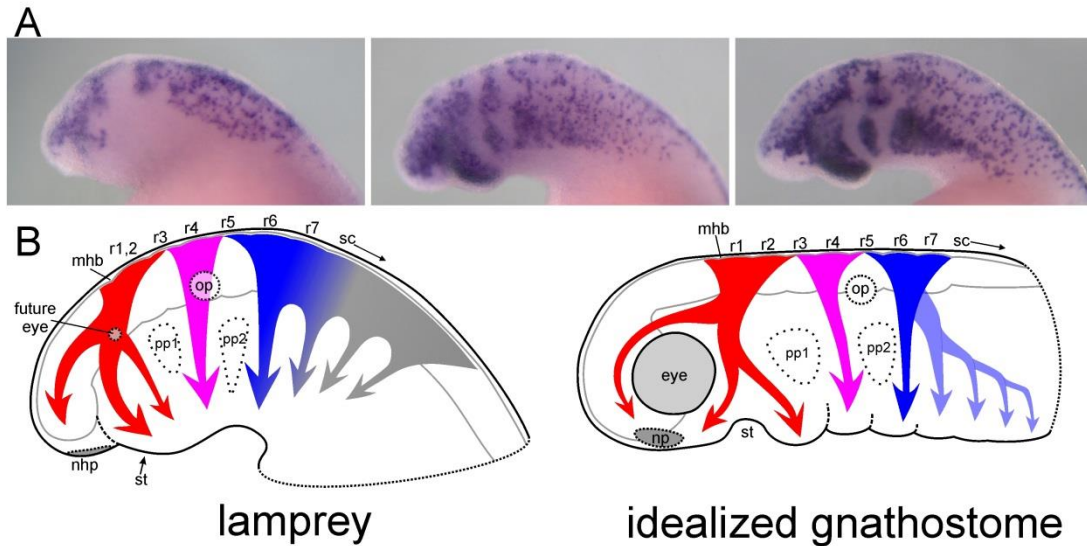 A
B
mhb
r1,2
r3
r4
r5
r6
r7
sc
op
future
eye
pp1
pp2
nhp
st
lamprey
mhb
r1
r2
r3
r4
r5
r6
r7
sc
op
pp1
pp2
eye
np
st
idealized gnathostome